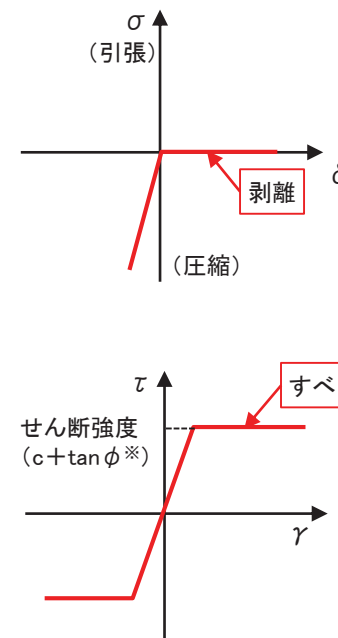 σ
(引張)
剥離
(圧縮)
τ
すべ
せん断強度
(c+tanφ※)
γ